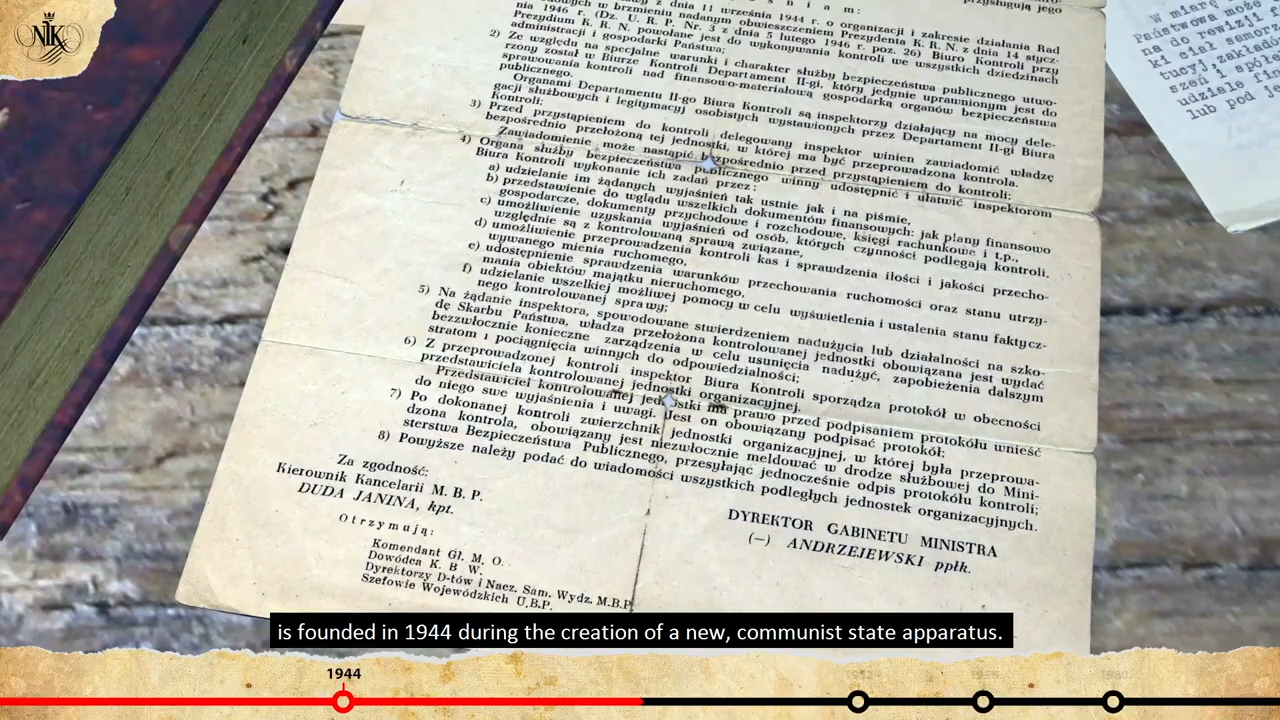 NIK
s n i a m :
przysługują jego
z dnia 11 września 1944 r. o organizacji i zakresie działania Rad
w brzmieniu nadanym obwieszczeniem Prezydenta K. R. N. z dnia 14 stycz-
nia 1946 r. (Dz. U. R. P. Nr. 3 z dnia 5 lutego 1946 r. poz. 26) Biuro Kontroli przy
Prezydium K. R. N. powołane jest do wykonywania kontroli we wszystkich dziedzinach
administracji i gospodarki Państwa;
2) Ze względu na specjalne warunki i charakter służby bezpieczeństwa publicznego utwo-
rzony został w Biurze Kontroli Departament II-gi, który jedynie uprawnionym jest do
sprawowania kontroli nad finansowo-materiałową gospodarką organów bezpieczeństwa
publicznego.
Organami Departamentu II-go Biura Kontroli są inspektorzy działający na mocy dele-
gacji służbowych i legitymacyj osobistych wystawionych przez Departament II-gi Biura
Kontroli;
3) Przed przystąpieniem do kontroli delegowany inspektor winien zawiadomić władzę
bezpośrednio przełożoną tej jednostki, w której ma być przeprowadzona kontrola.
Zawiadomienie może nastąpić bezpośrednio przed przystąpieniem do kontroli;
4) Organa służby bezpieczeństwa publicznego winny udostępnić i ułatwić inspektorom
Biura Kontroli wykonanie ich zadań przez:
a) udzielanie im żądanych wyjaśnień tak ustnie jak i na piśmie,
b) przedstawienie do wglądu wszelkich dokumentów finansowych: jak plany finansowo
gospodarcze, dokumenty przychodowe i rozchodowe, księgi rachunkowe i t.p.,
c) umożliwienie uzyskania wyjaśnień od osób, których czynności podlegają kontroli.
względnie są z kontrolowaną sprawą związane,
d) umożliwienie przeprowadzenia kontroli kas i sprawdzenia ilości i jakości przecho-
wywanego mienia ruchomego,
e) udostępnienie sprawdzenia warunków przechowania ruchomości oraz stanu utrzy-
mania obiektów majątku nieruchomego,
f) udzielanie wszelkiej możliwej pomocy w celu wyświetlenia i ustalenia stanu faktycz-
nego kontrolowanej sprawy;
5) Na żądanie inspektora, spowodowane stwierdzeniem nadużycia lub działalności na szko-
dę Skarbu Państwa, władza przełożona kontrolowanej jednostki obowiązana jest wydać
bezzwłocznie konieczne zarządzenia w celu usunięcia nadużyć, zapobieżenia dalszym
stratom i pociągnięcia winnych do odpowiedzialności;
6) Z przeprowadzonej kontroli inspektor Biura Kontroli sporządza protokół w obecności
przedstawiciela kontrolowanej jednostki organizacyjnej.
Przedstawiciel kontrolowanej jednostki ma prawo przed podpisaniem protokółu wnieść
do niego swe wyjaśnienia i uwagi. Jest on obowiązany podpisać protokół;
7) Po dokonanej kontroli zwierzchnik jednostki organizacyjnej, w której była przeprowa-
dzona kontrola, obowiązany jest niezwłocznie meldować w drodze służbowej do Mini-
sterstwa Bezpieczeństwa Publicznego, przesyłając jednocześnie odpis protokółu kontroli;
8) Powyższe należy podać do wiadomości wszystkich podległych jednostek organizacyjnych.
Za zgodność:
Kierownik Kancelarii M. B. P.
DUDA JANINA, kpt.
DYREKTOR GABINETU MINISTRA
(—) ANDRZEJEWSKI ppłk.
Otrzymują:
Komendant Gł. M. O.
Dowódca K. B W.
Dyrektorzy D-tów i Nacz. Sam. Wydz. M.B.P.
Szefowie Wojewódzkich U.B.P.
W miarę
Państwowa może
na do rewizji
ki ciał samorz
tucyj, zakładó
szeń i społe
udziele fin
lub pod je
is founded in 1944 during the creation of a new, communist state apparatus.
1944
1952 1956 1980